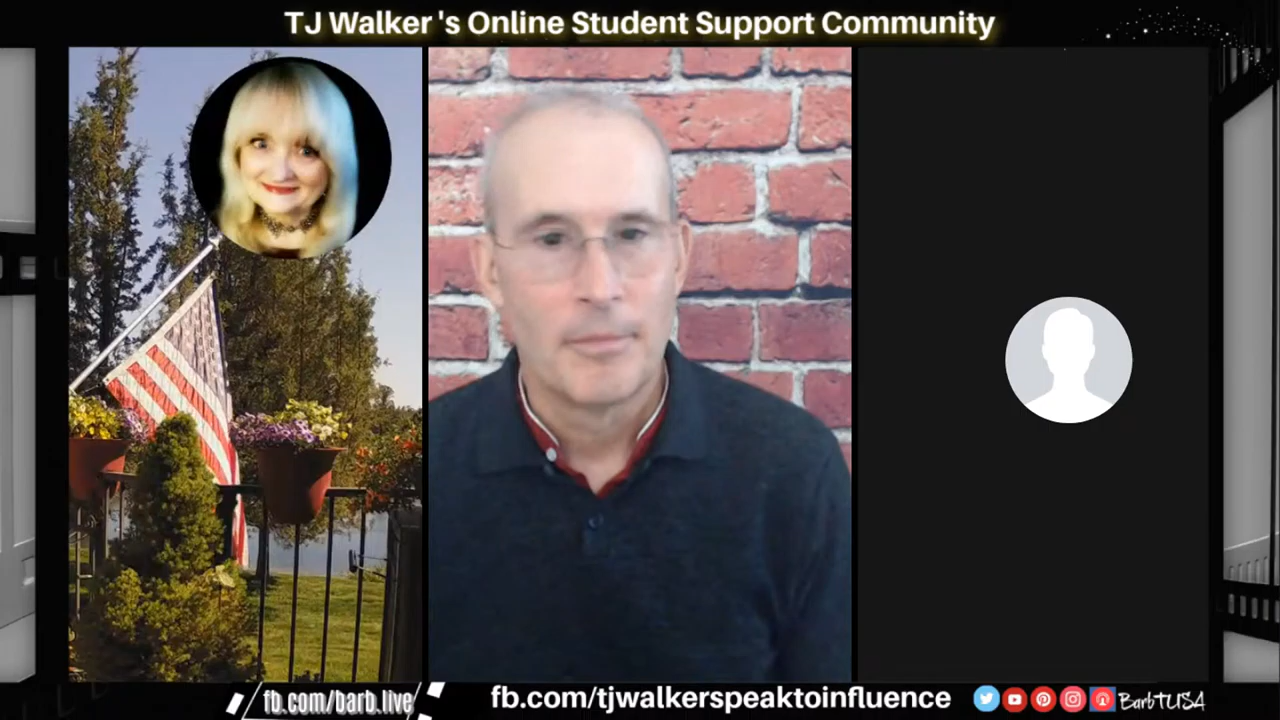 TJ Walker 's Online Student Support Community
fb.com/barb.live
fb.com/tjwalkerspeaktoinfluence
BarbTUSA